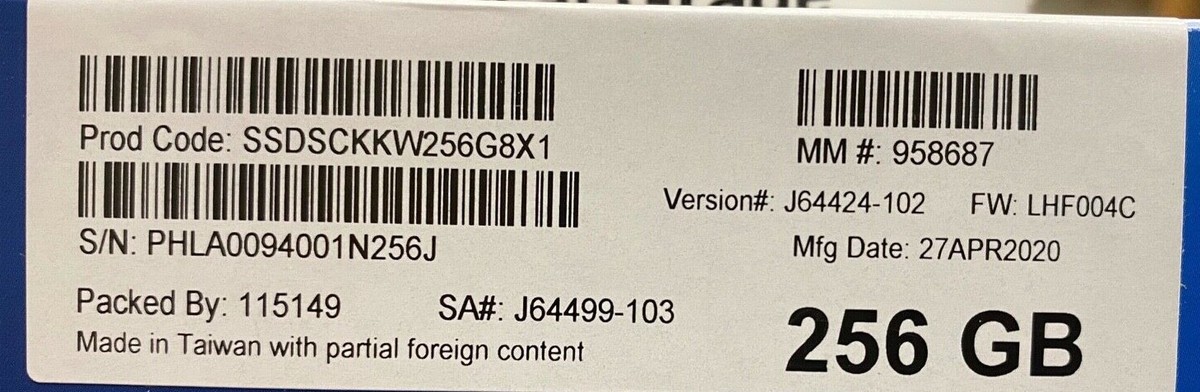 Prod Code: SSDSCKKW256G8X1
S/N: PHLA0094001N256J
Packed By: 115149 SA#: J64499-103
Made in Taiwan with partial foreign content
MM #: 958687
Version#: J64424-102 FW: LHF004C
Mfg Date: 27APR2020
256 GB